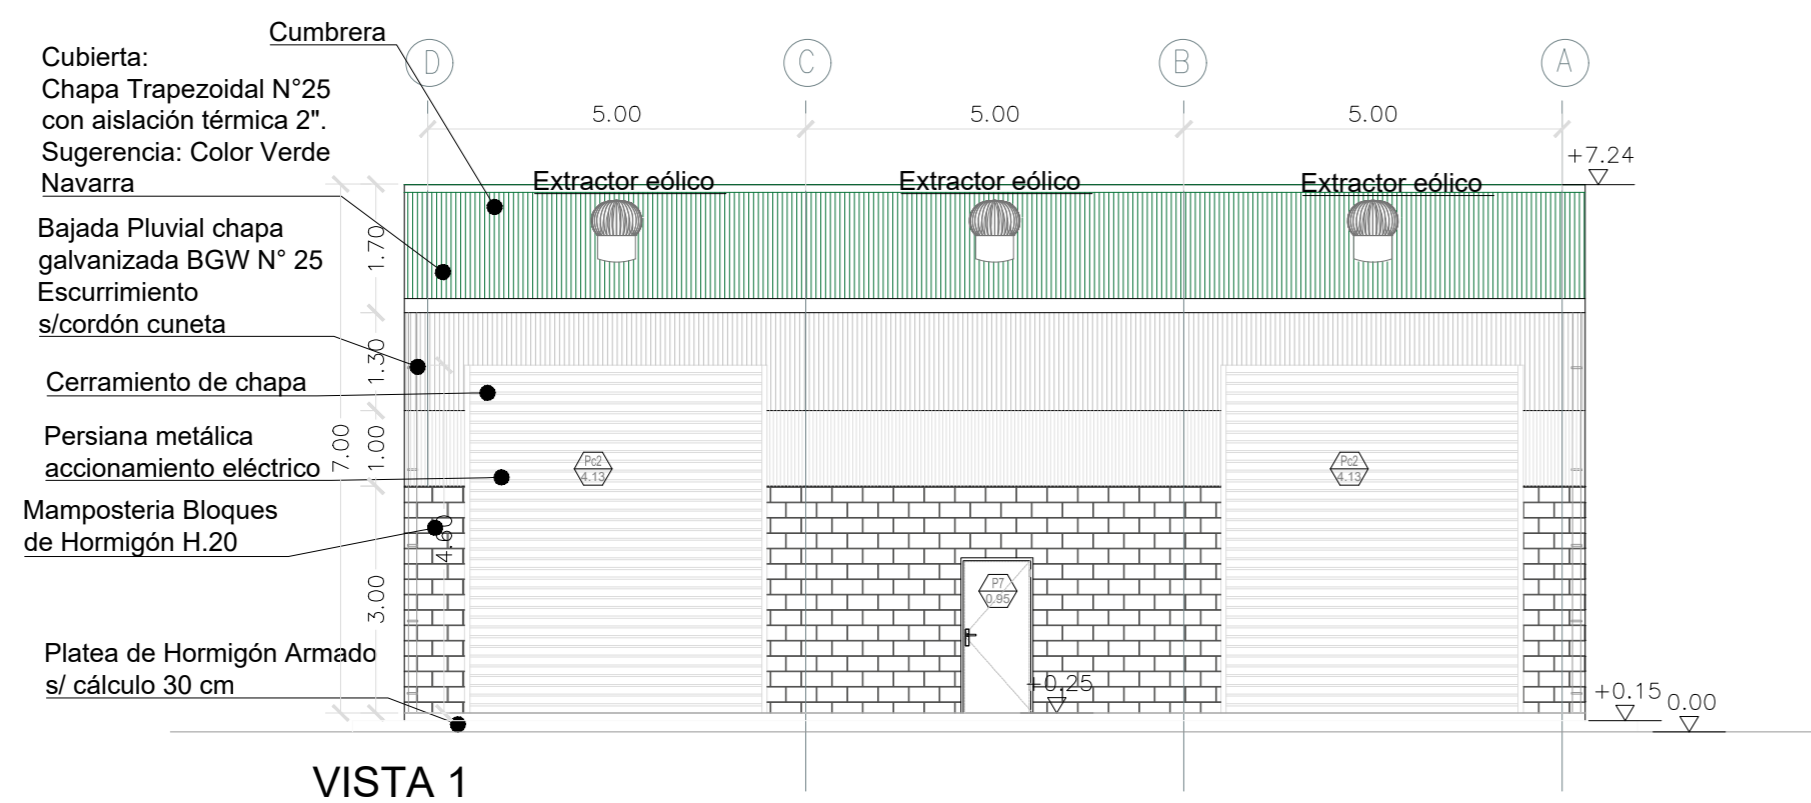 Cumbrera
Cubierta:
Chapa Trapezoidal N°25
con aislación térmica 2".
Sugerencia: Color Verde
Navarra
Bajada Pluvial chapa
galvanizada BGW N° 25
Escurrimiento
s/cordón cuneta
Cerramiento de chapa
Persiana metálica
accionamiento eléctrico
Mamposteria Bloques
de Hormigón H.20
Platea de Hormigón Armado
s/ cálculo 30 cm
D
C
B
A
5.00
5.00
5.00
+7.24
Extractor eólico
Extractor eólico
Extractor eólico
1.70
1.30
7.00
1.00
3.00
4.60
Pc2
4.13
Pc2
4.13
P7
0.95
+0.25
+0.15
0.00
VISTA 1